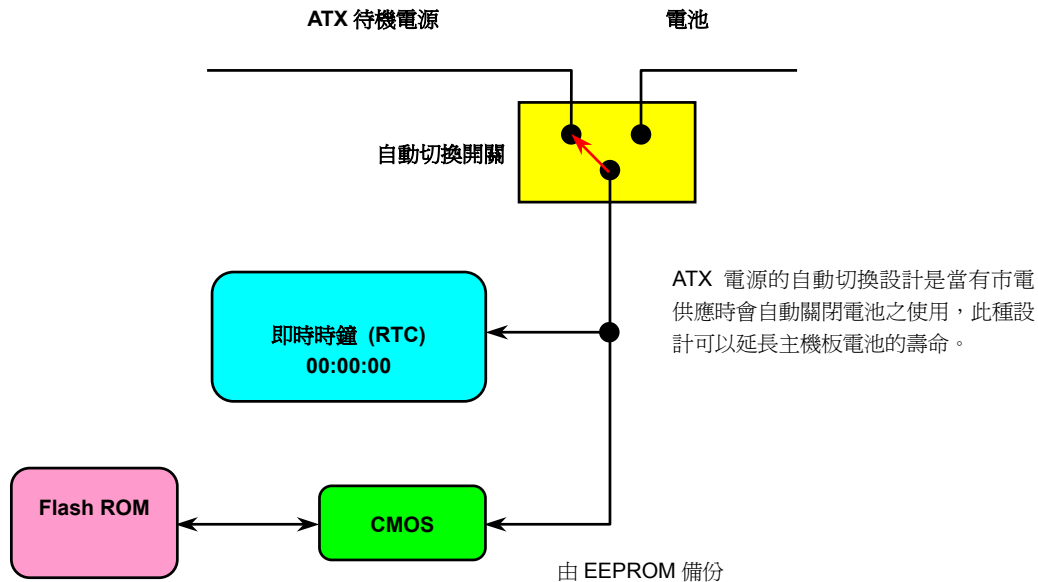 ATX 待機電源
電池
自動切換開關
ATX 電源的自動切換設計是當有市電
供應時會自動關閉電池之使用，此種設
計可以延長主機板電池的壽命。
即時時鐘 (RTC)
00:00:00
Flash ROM
CMOS
由 EEPROM 備份